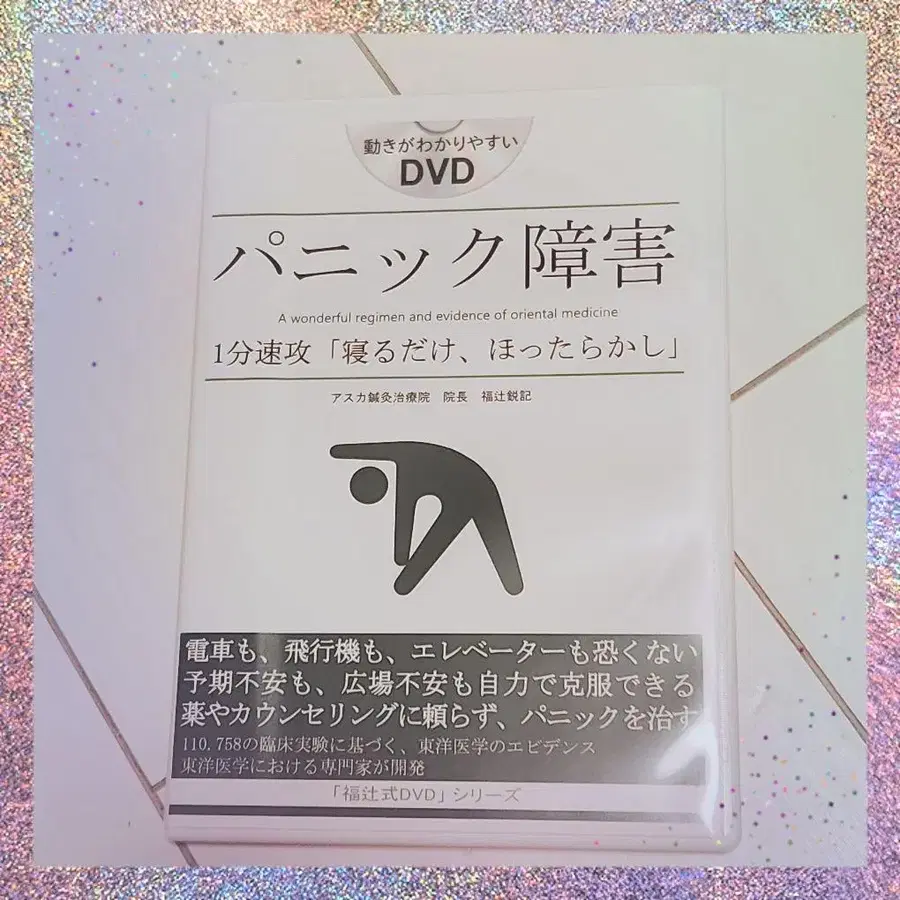 動きがわかりやすい
DVD
パニック障害
A wonderful regimen and evidence of oriental medicine
1分速攻「寝るだけ、ほったらかし」
アスカ鍼灸治療院 院長 福辻鋭記
電車も、飛行機も、エレベーターも恐くない
予期不安も、広場不安も自力で克服できる
薬やカウンセリングに頼らず、パニックを治す
110.758の臨床実験に基づく、東洋医学のエビデンス
東洋医学における専門家が開発
「福辻式DVD」シリーズ